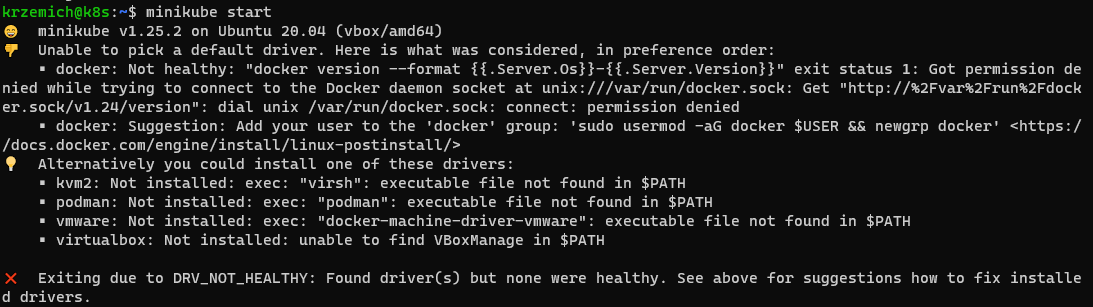 krzemich@k8s:~$ minikube start
😄  minikube v1.25.2 on Ubuntu 20.04 (vbox/amd64)
👎  Unable to pick a default driver. Here is what was considered, in preference order:
    ▪ docker: Not healthy: "docker version --format {{.Server.Os}}-{{.Server.Version}}" exit status 1: Got permission de
nied while trying to connect to the Docker daemon socket at unix:///var/run/docker.sock: Get "http://%2Fvar%2Frun%2Fdock
er.sock/v1.24/version": dial unix /var/run/docker.sock: connect: permission denied
    ▪ docker: Suggestion: Add your user to the 'docker' group: 'sudo usermod -aG docker $USER && newgrp docker' <https:/
/docs.docker.com/engine/install/linux-postinstall/>
💡  Alternatively you could install one of these drivers:
    ▪ kvm2: Not installed: exec: "virsh": executable file not found in $PATH
    ▪ podman: Not installed: exec: "podman": executable file not found in $PATH
    ▪ vmware: Not installed: exec: "docker-machine-driver-vmware": executable file not found in $PATH
    ▪ virtualbox: Not installed: unable to find VBoxManage in $PATH

❌  Exiting due to DRV_NOT_HEALTHY: Found driver(s) but none were healthy. See above for suggestions how to fix installe
d drivers.